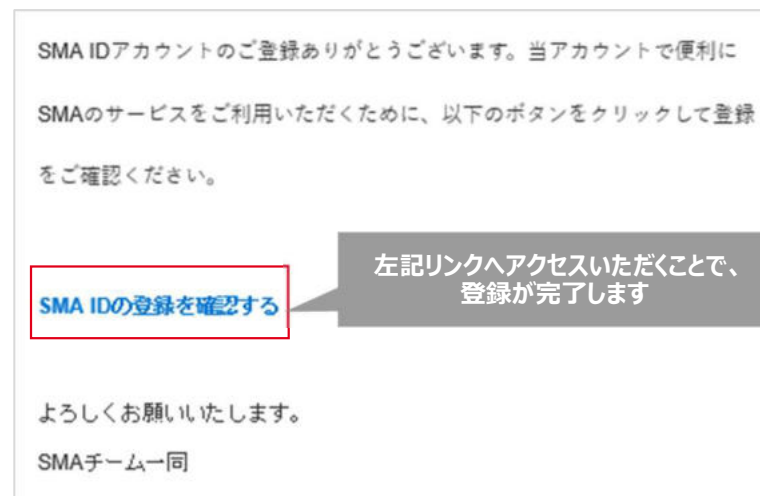 SMA IDアカウントのご登録ありがとうございます。当アカウントで便利に
SMAのサービスをご利用いただくために、以下のボタンをクリックして登録
をご確認ください。
左記リンクへアクセスいただくことで、
登録が完了します
SMA IDの登録を確認する
よろしくお願いいたします。
SMAチーム一同